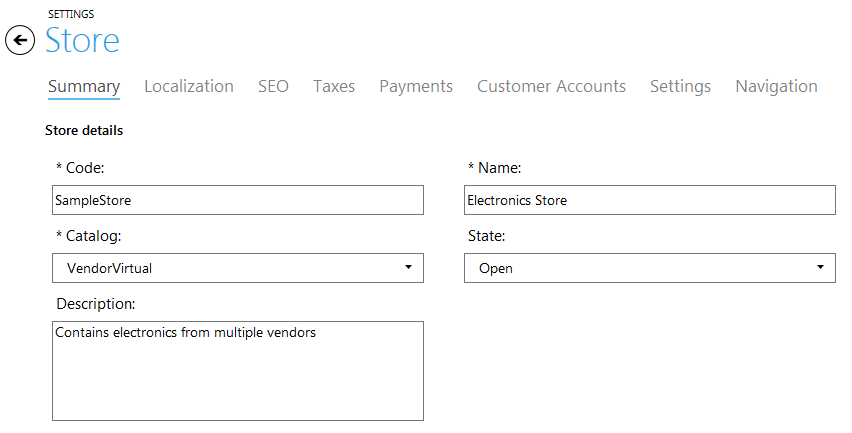 SETTINGS
Store
Summary Localization SEO Taxes Payments Customer Accounts Settings Navigation
Store details
* Code: * Name:
SampleStore Electronics Store
* Catalog: State:
VendorVirtual Open
Description:
Contains electronics from multiple vendors